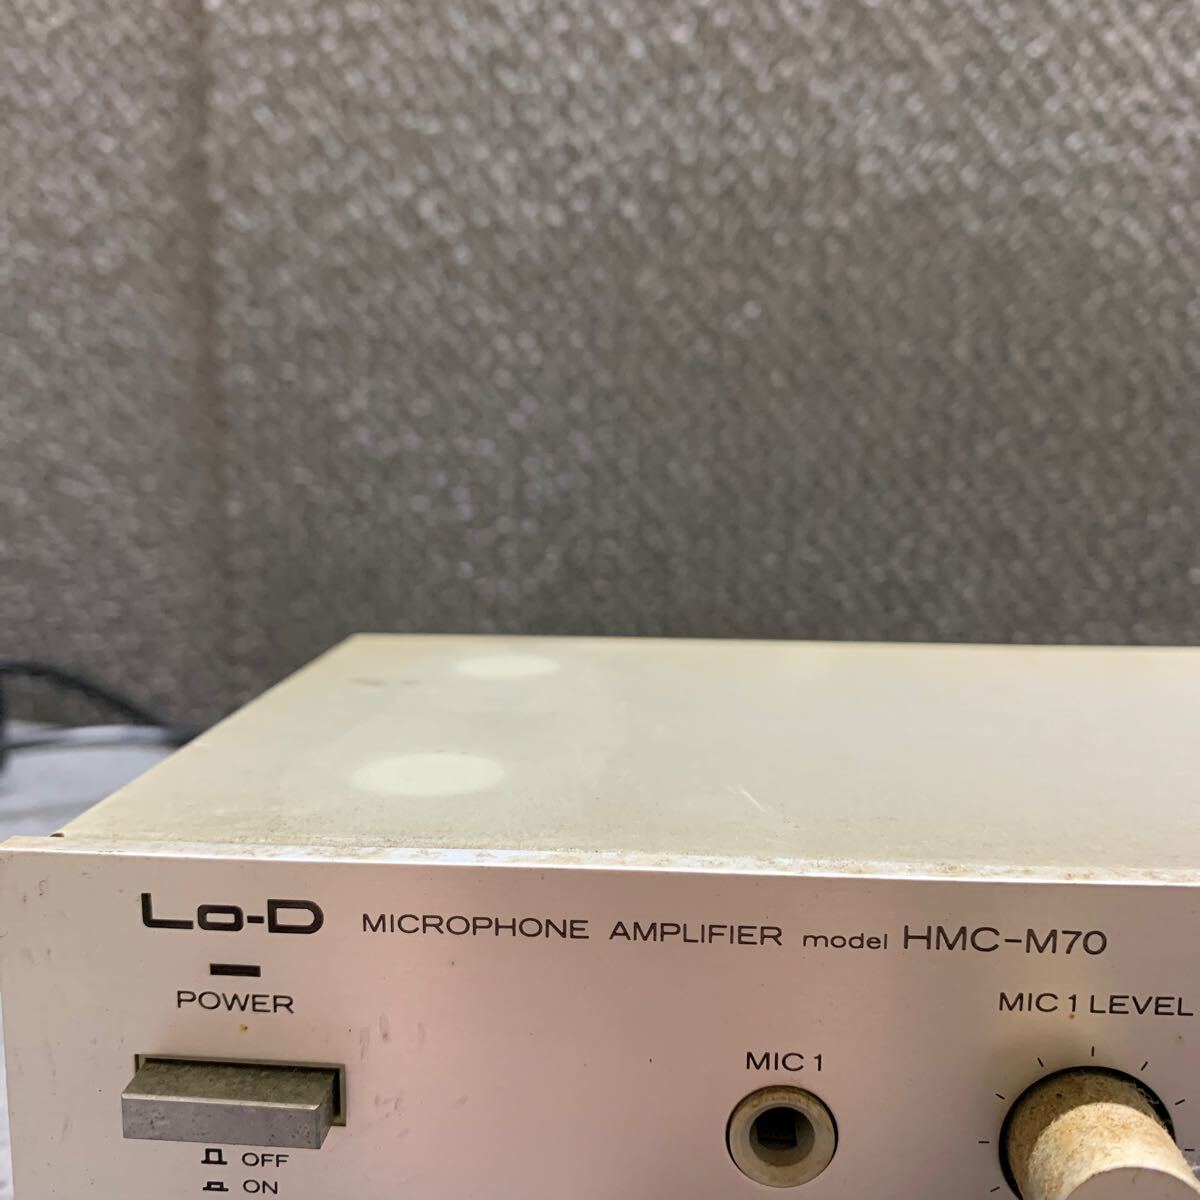 Lo-D MICROPHONE AMPLIFIER model HMC-M70
POWER
MIC 1 LEVEL
MIC 1
OFF
ON